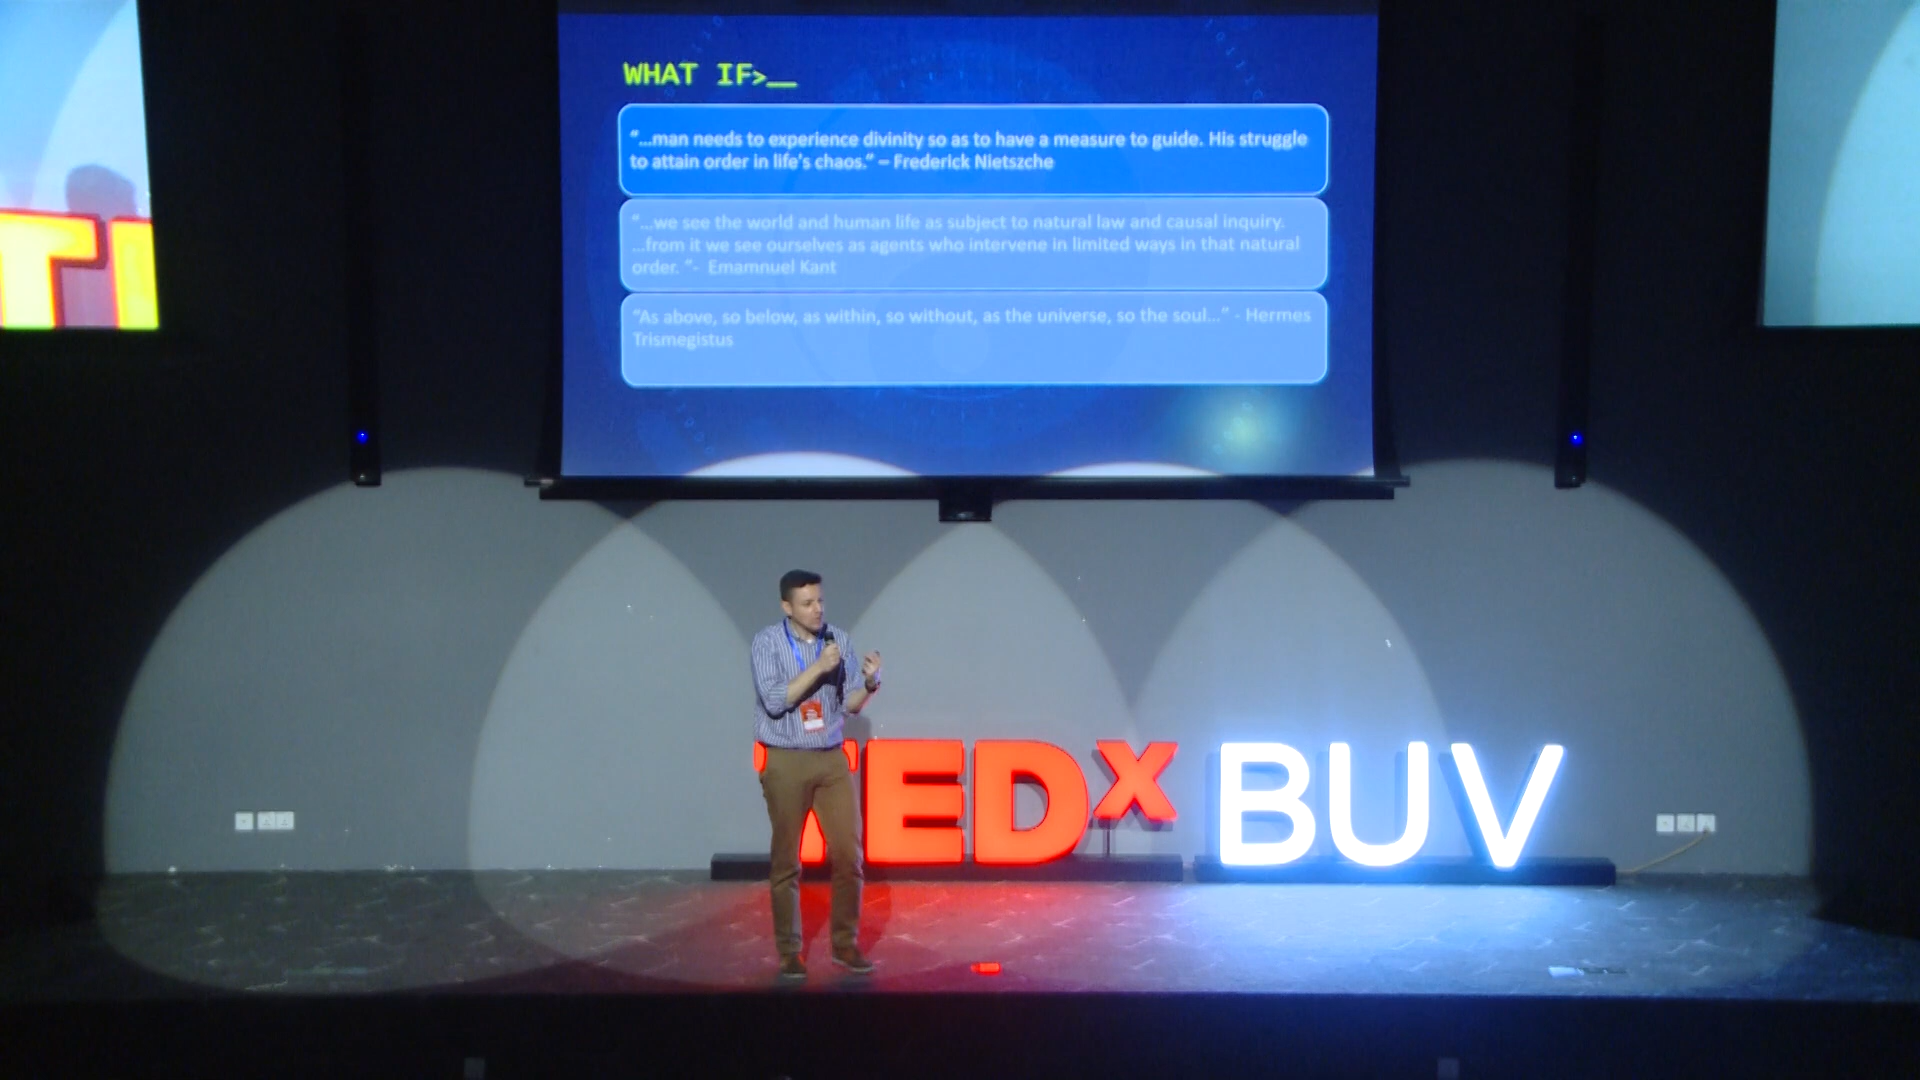 WHAT IF>__
“…man needs to experience divinity so as to have a measure to guide. His struggle
to attain order in life's chaos.” – Frederick Nietszche
“…we see the world and human life as subject to natural law and causal inquiry.
…from it we see ourselves as agents who intervene in limited ways in that natural
order. ”- Emamnuel Kant
“As above, so below, as within, so without, as the universe, so the soul…” - Hermes
Trismegistus
TEDx BUV